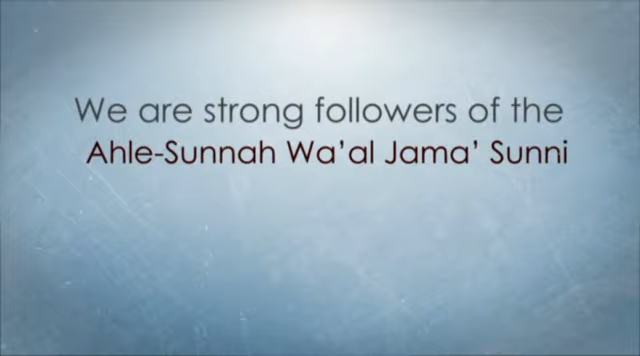 We are strong followers of the
Ahle-Sunnah Wa’al Jama’ Sunni